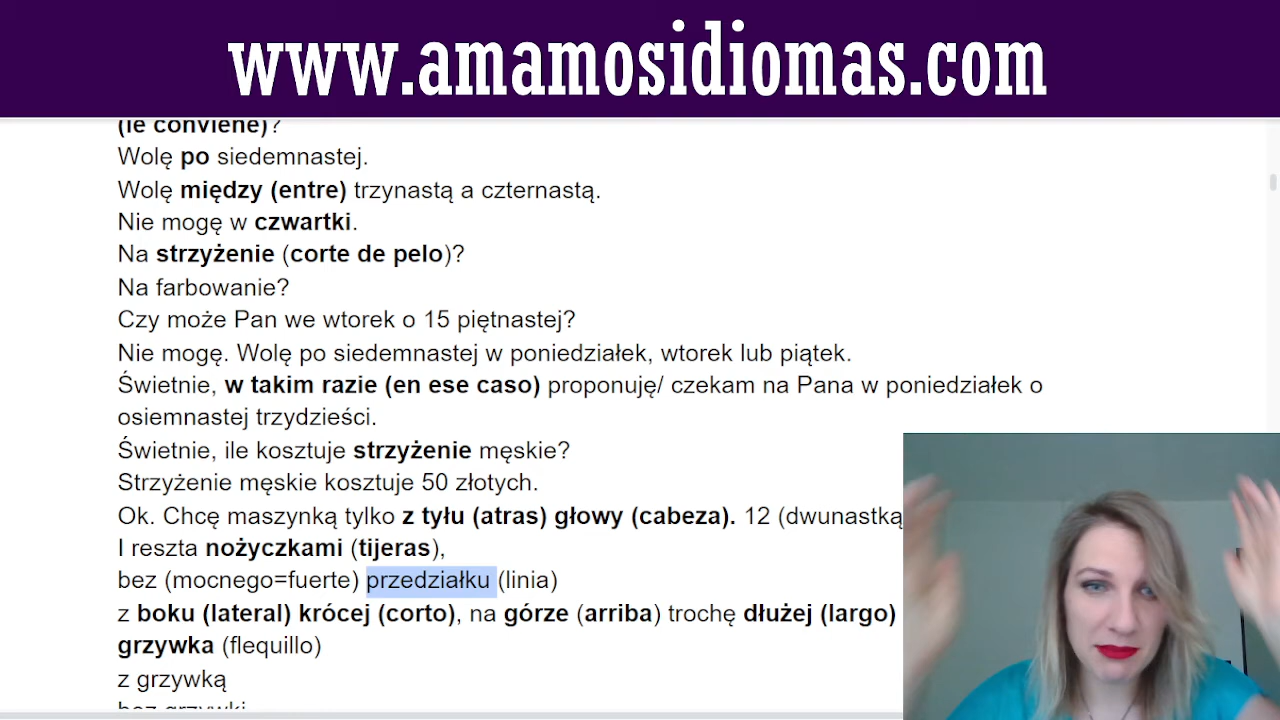 www.amamosidiomas.com
(le conviene)?
Wolę po siedemnastej.
Wolę między (entre) trzynastą a czternastą.
Nie mogę w czwartki.
Na strzyżenie (corte de pelo)?
Na farbowanie?
Czy może Pan we wtorek o 15 piętnastej?
Nie mogę. Wolę po siedemnastej w poniedziałek, wtorek lub piątek.
Świetnie, w takim razie (en ese caso) proponuję/ czekam na Pana w poniedziałek o
osiemnastej trzydzieści.
Świetnie, ile kosztuje strzyżenie męskie?
Strzyżenie męskie kosztuje 50 złotych.
Ok. Chcę maszynką tylko z tyłu (atras) głowy (cabeza). 12 (dwunastką
I reszta nożyczkami (tijeras),
bez (mocnego=fuerte) przedziałku (linia)
z boku (lateral) krócej (corto), na górze (arriba) trochę dłużej (largo)
grzywka (flequillo)
z grzywką
bez grzywki